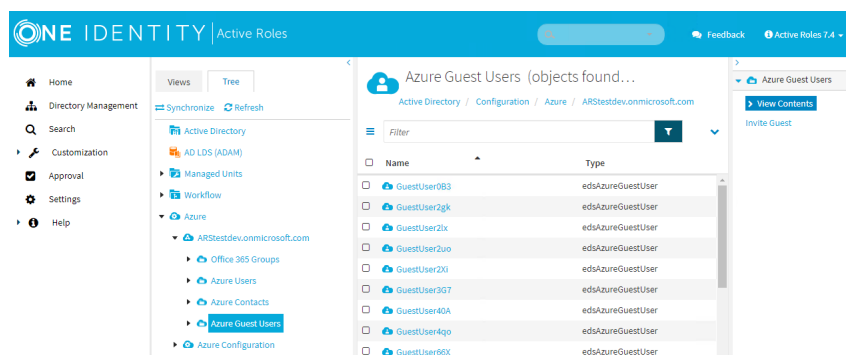 ONE IDENTITY Active Roles
Feedback
Active Roles 7.4
Home
Directory Management
Search
Customization
Approval
Settings
Help
Views
Tree
Synchronize
Refresh
Active Directory
AD LDS (ADAM)
Managed Units
Workflow
Azure
ARStestdev.onmicrosoft.com
Office 365 Groups
Azure Users
Azure Contacts
Azure Guest Users
Azure Configuration
Azure Guest Users (objects found...
Active Directory / Configuration / Azure / ARStestdev.onmicrosoft.com
Filter
Name Type
GuestUser0B3 edsAzureGuestUser
GuestUser2gk edsAzureGuestUser
GuestUser2lx edsAzureGuestUser
GuestUser2uo edsAzureGuestUser
GuestUser2Xi edsAzureGuestUser
GuestUser3G7 edsAzureGuestUser
GuestUser40A edsAzureGuestUser
GuestUser4qo edsAzureGuestUser
GuestUser66X edsAzureGuestUser
Azure Guest Users
View Contents
Invite Guest